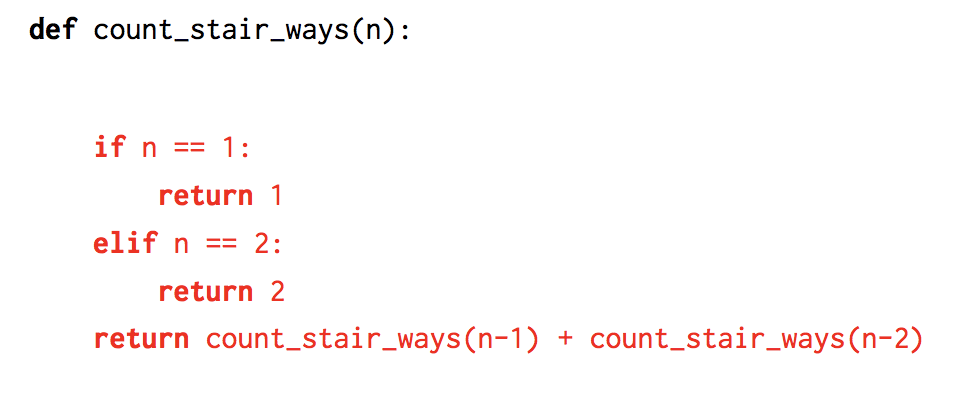 def count_stair_ways(n):
    if n == 1:
        return 1
    elif n == 2:
        return 2
    return count_stair_ways(n-1) + count_stair_ways(n-2)